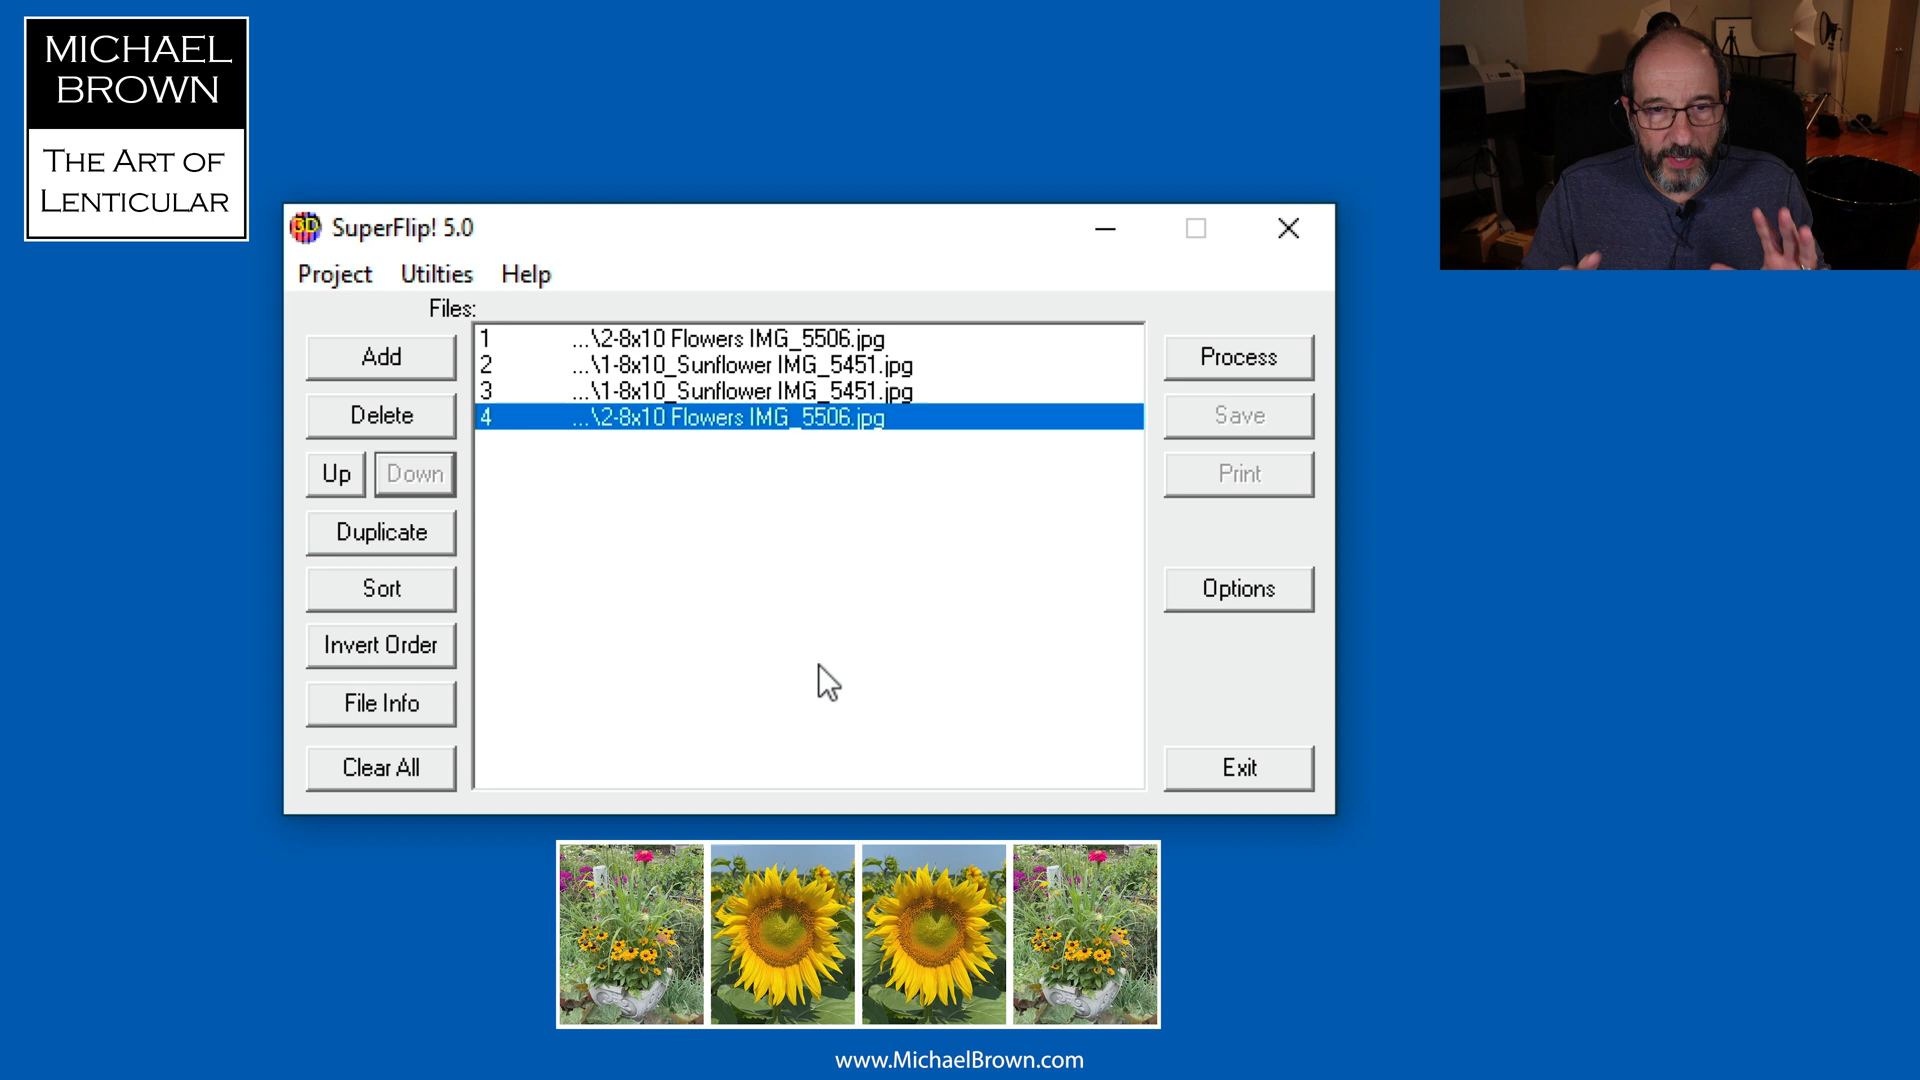 MICHAEL
BROWN
THE ART OF
LENTICULAR
3D
SuperFlip! 5.0
Project Utilties Help
Files:
Add
Delete
Up Down
Duplicate
Sort
Invert Order
File Info
Clear All
1 ...\2-8x10 Flowers IMG_5506.jpg
2 ...\1-8x10_Sunflower IMG_5451.jpg
3 ...\1-8x10_Sunflower IMG_5451.jpg
4 ...\2-8x10 Flowers IMG_5506.jpg
Process
Save
Print
Options
Exit
www.MichaelBrown.com